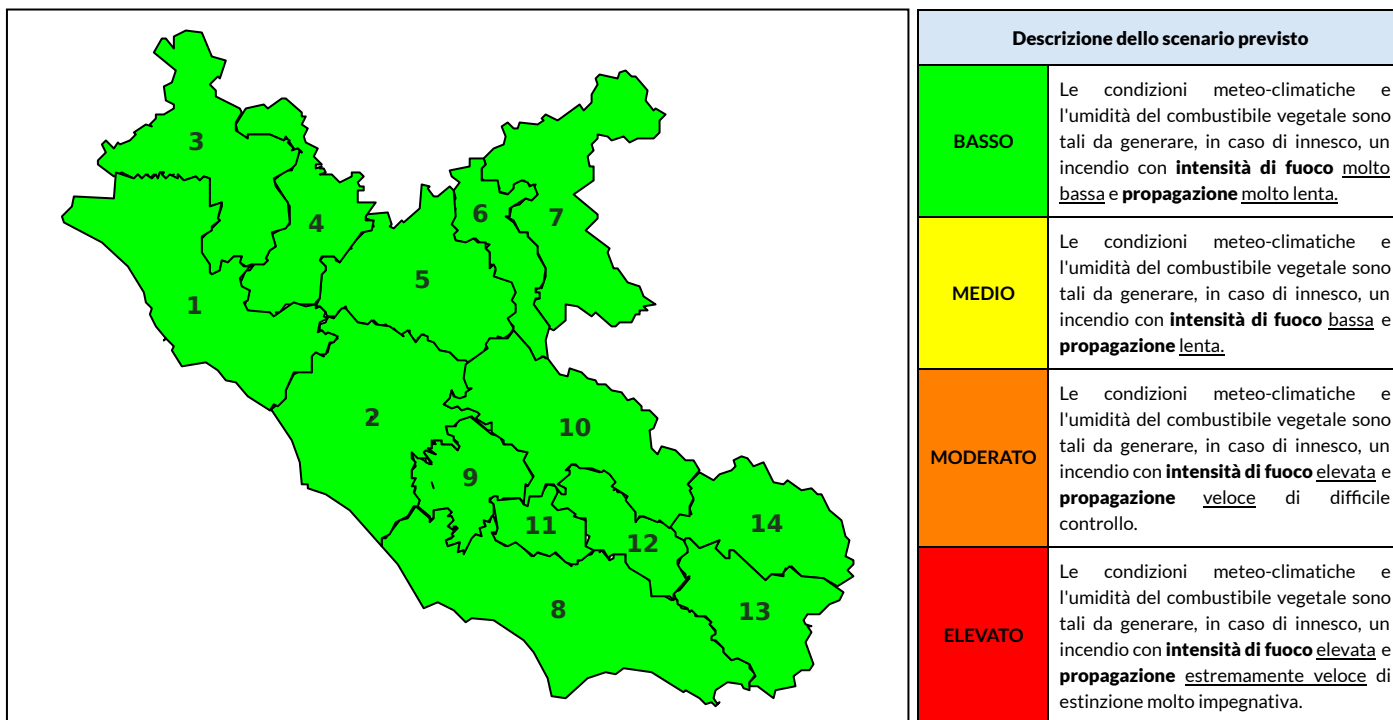 3
4
6
7
5
1
2
10
9
11
14
12
8
13
Descrizione dello scenario previsto
BASSO
Le condizioni meteo-climatiche e
l'umidità del combustibile vegetale sono
tali da generare, in caso di innesco, un
incendio con intensità di fuoco molto
bassa e propagazione molto lenta.
MEDIO
Le condizioni meteo-climatiche e
l'umidità del combustibile vegetale sono
tali da generare, in caso di innesco, un
incendio con intensità di fuoco bassa e
propagazione lenta.
MODERATO
Le condizioni meteo-climatiche e
l'umidità del combustibile vegetale sono
tali da generare, in caso di innesco, un
incendio con intensità di fuoco elevata e
propagazione veloce di difficile
controllo.
ELEVATO
Le condizioni meteo-climatiche e
l'umidità del combustibile vegetale sono
tali da generare, in caso di innesco, un
incendio con intensità di fuoco elevata e
propagazione estremamente veloce di
estinzione molto impegnativa.